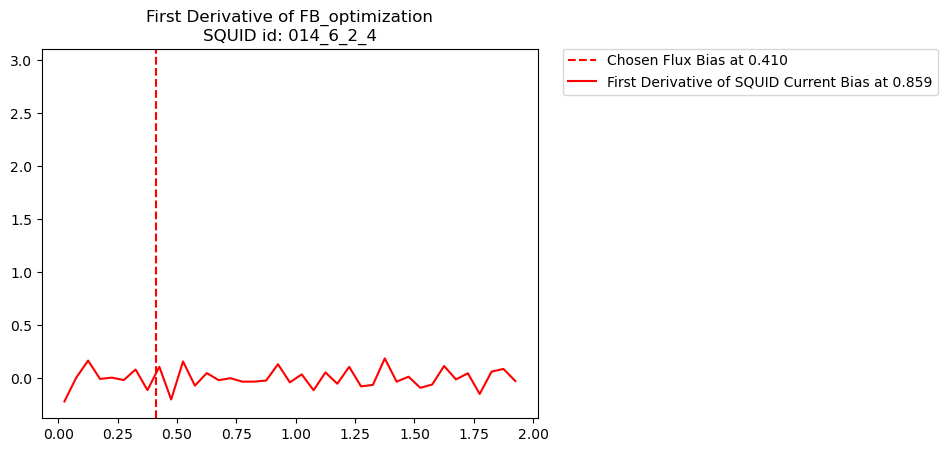 First Derivative of FB_optimization
SQUID id: 014_6_2_4
Chosen Flux Bias at 0.410
First Derivative of SQUID Current Bias at 0.859
3.0
2.5
2.0
1.5
1.0
0.5
0.0
0.00 0.25 0.50 0.75 1.00 1.25 1.50 1.75 2.00